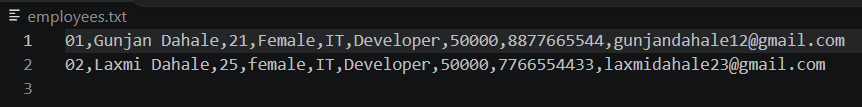 employees.txt
1 01,Gunjan Dahale,21,Female,IT,Developer,50000,8877665544,gunjandahale12@gmail.com
2 02,Laxmi Dahale,25,female,IT,Developer,50000,7766554433,laxmidahale23@gmail.com
3